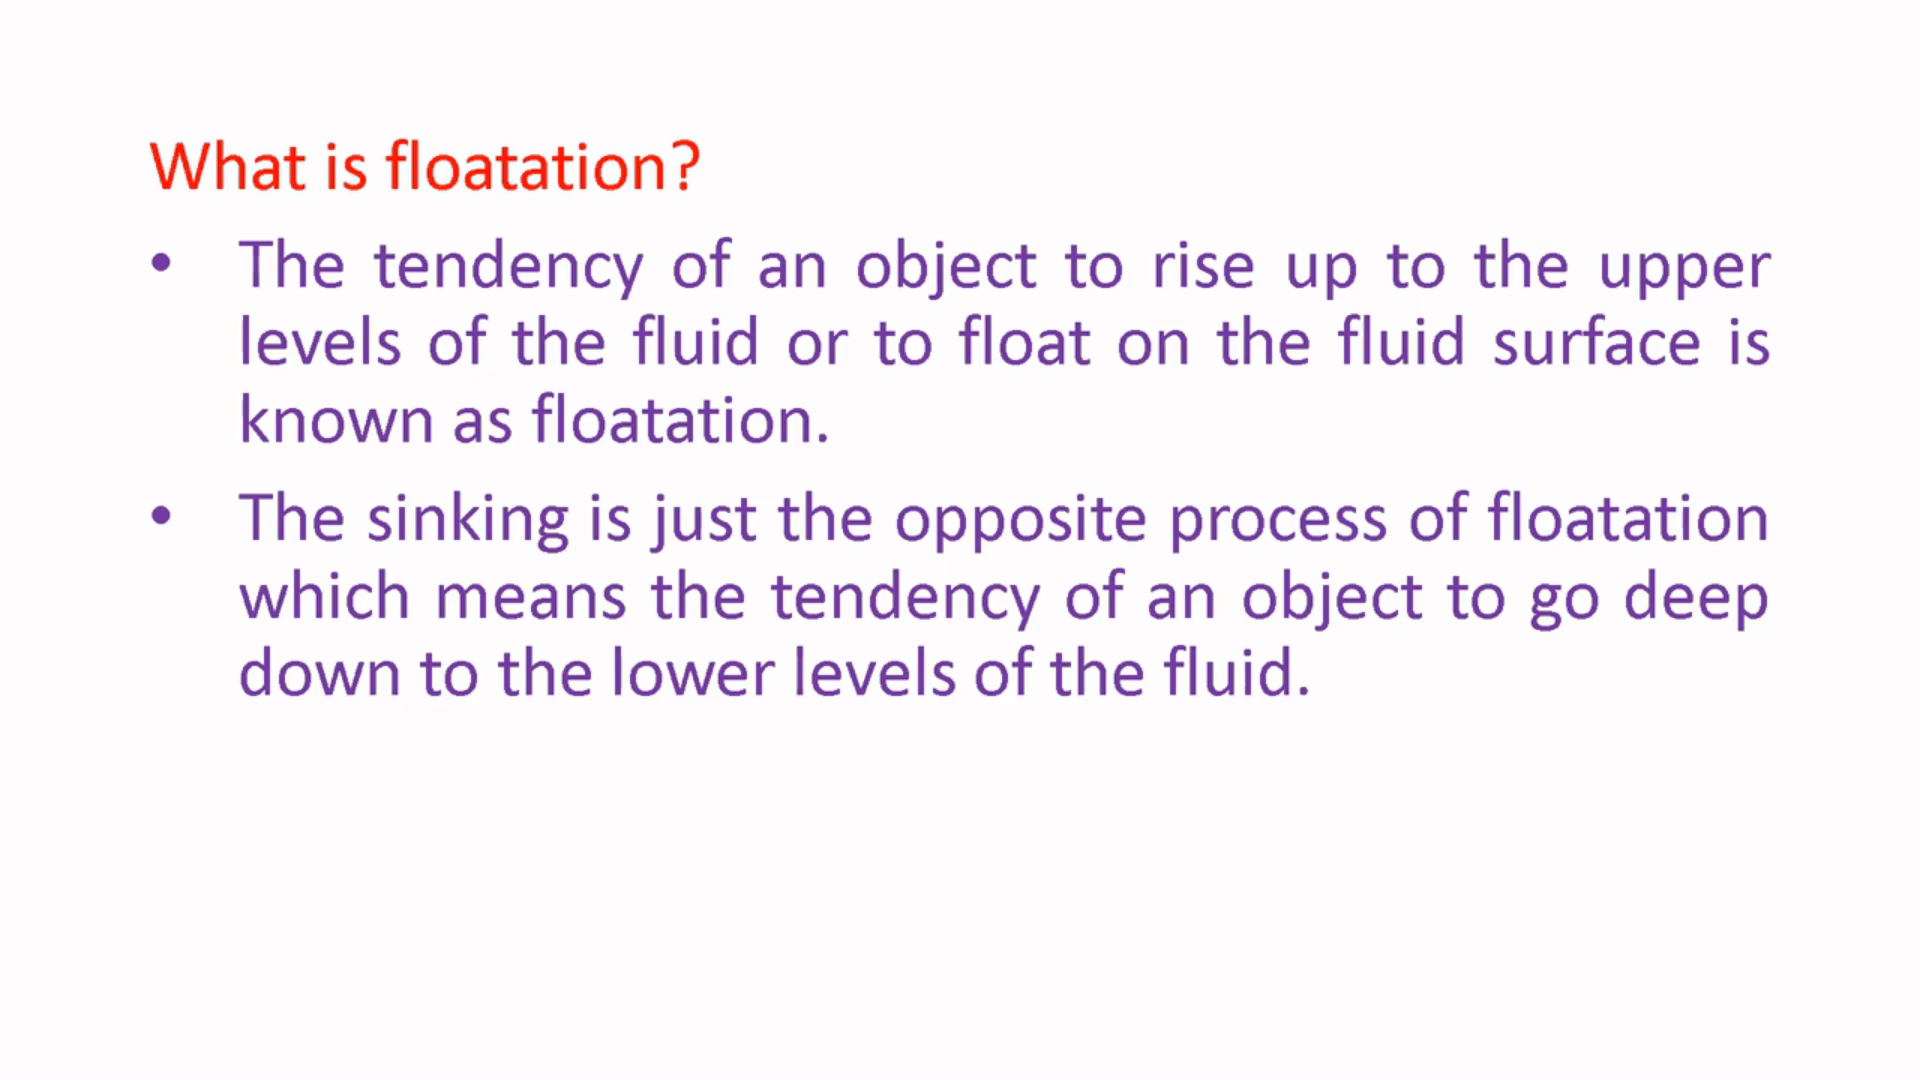 What is floatation?
• The tendency of an object to rise up to the upper
levels of the fluid or to float on the fluid surface is
known as floatation.
• The sinking is just the opposite process of floatation
which means the tendency of an object to go deep
down to the lower levels of the fluid.